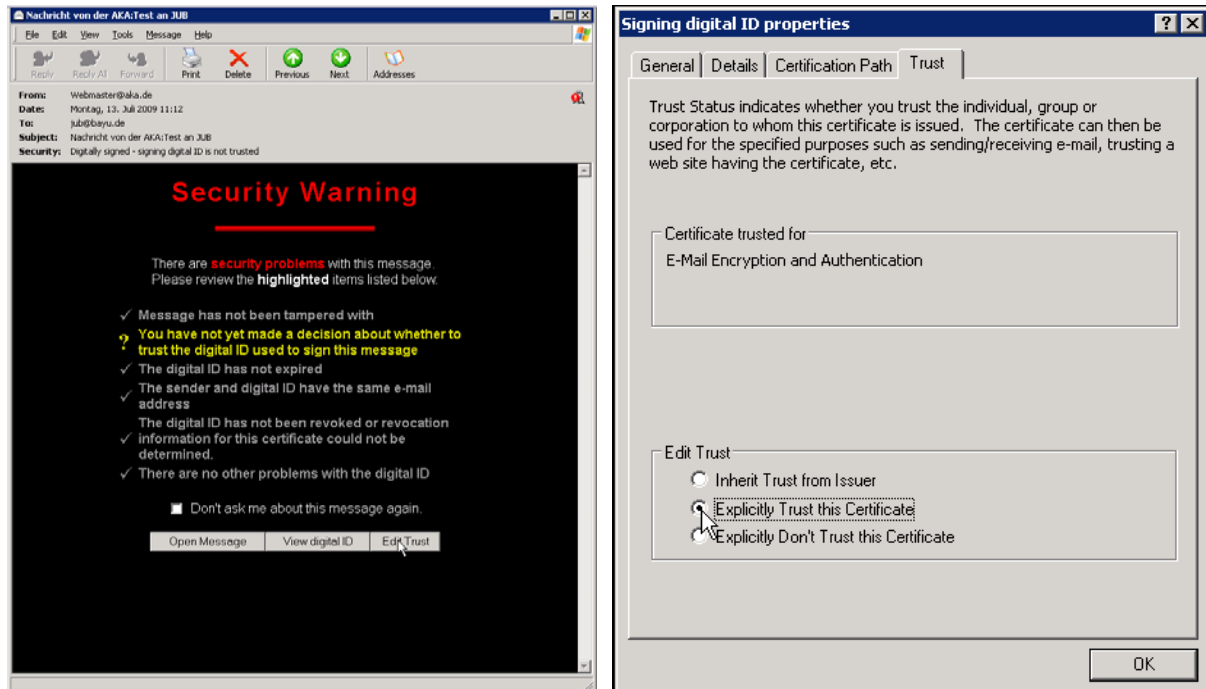 Nachricht von der AKA:Test an JUB
File Edit View Tools Message Help
Reply Reply All Forward Print Delete Previous Next Addresses
From: Webmaster@aka.de
Date: Montag, 13. Juli 2009 11:12
To: jub@bayu.de
Subject: Nachricht von der AKA:Test an JUB
Security: Digitally signed - signing digital ID is not trusted
Security Warning
There are security problems with this message.
Please review the highlighted items listed below:
✓ Message has not been tampered with
? You have not yet made a decision about whether to
trust the digital ID used to sign this message
✓ The digital ID has not expired
✓ The sender and digital ID have the same e-mail
address
The digital ID has not been revoked or revocation
✓ information for this certificate could not be
determined.
✓ There are no other problems with the digital ID
Don't ask me about this message again.
Open Message View digital ID Edit Trust
Signing digital ID properties
General Details Certification Path Trust
Trust Status indicates whether you trust the individual, group or
corporation to whom this certificate is issued. The certificate can then be
used for the specified purposes such as sending/receiving e-mail, trusting a
web site having the certificate, etc.
Certificate trusted for
E-Mail Encryption and Authentication
Edit Trust
Inherit Trust from Issuer
Explicitly Trust this Certificate
Explicitly Don't Trust this Certificate
OK